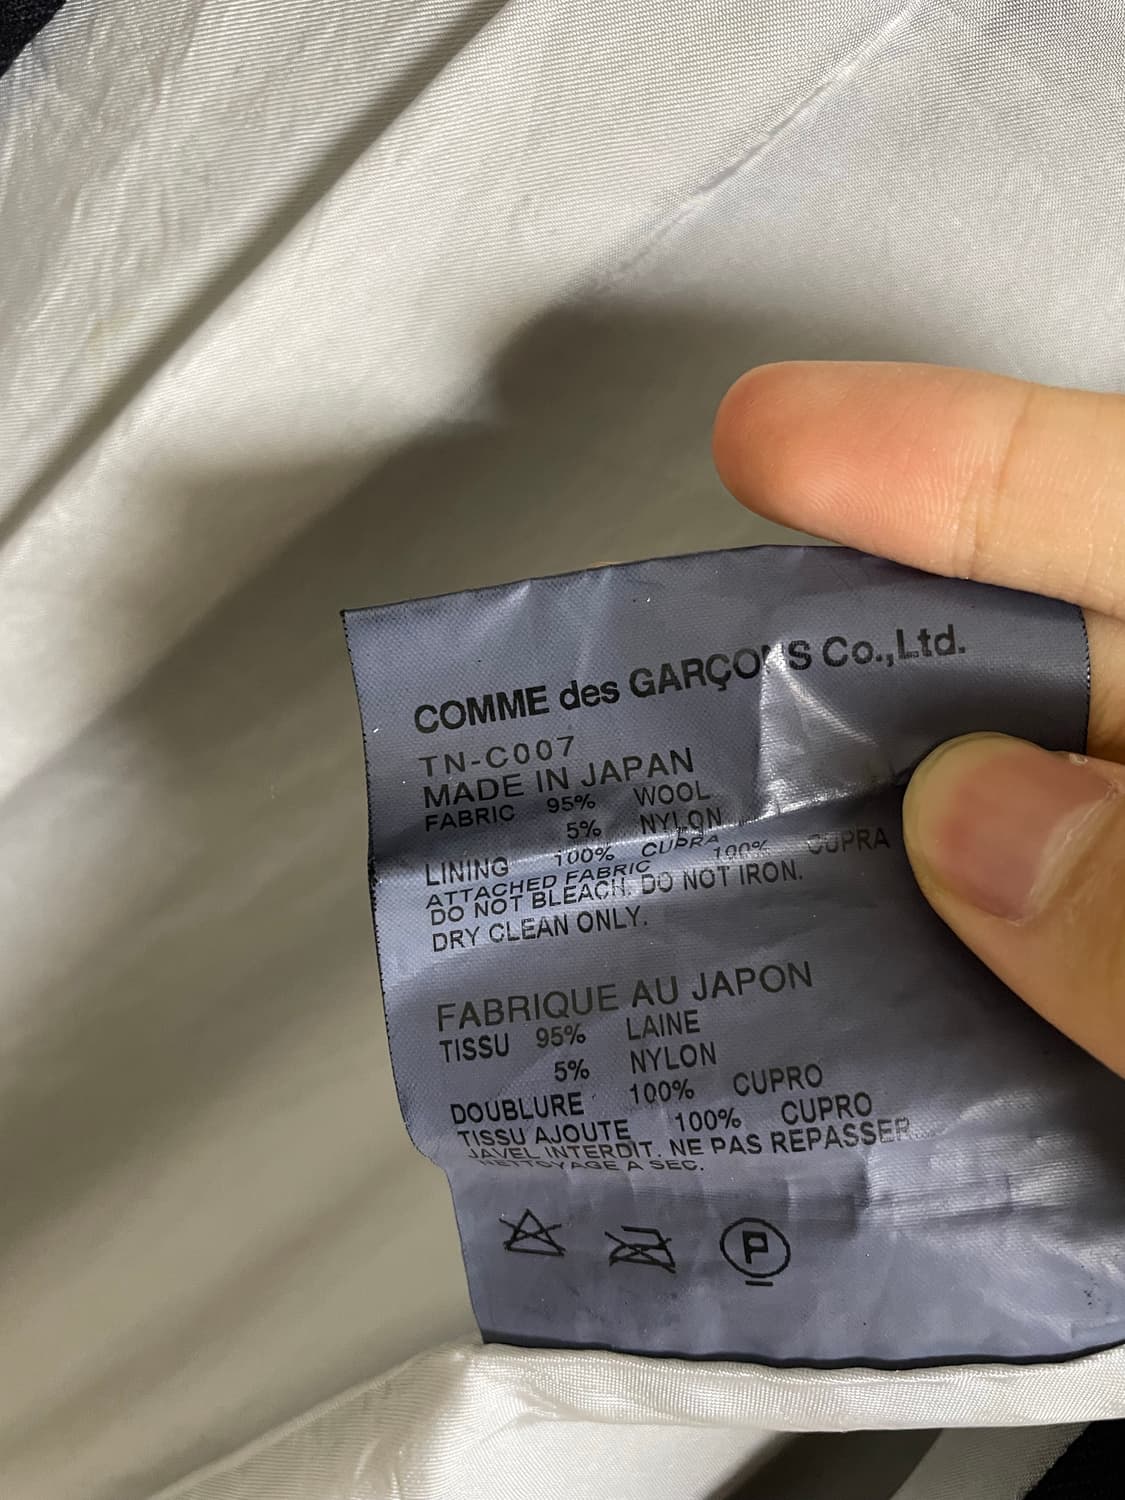 COMME des GARÇONS Co.,Ltd.
TN-C007
MADE IN JAPAN
FABRIC 95% WOOL
5% NYLON
LINING 100% CUPRA
ATTACHED FABRIC 100% CUPRA
DO NOT BLEACH. DO NOT IRON.
DRY CLEAN ONLY.
FABRIQUE AU JAPON
TISSU 95% LAINE
5% NYLON
DOUBLURE 100% CUPRO
TISSU AJOUTE 100% CUPRO
JAVEL INTERDIT. NE PAS REPASSER
NETTOYAGE A SEC.
P